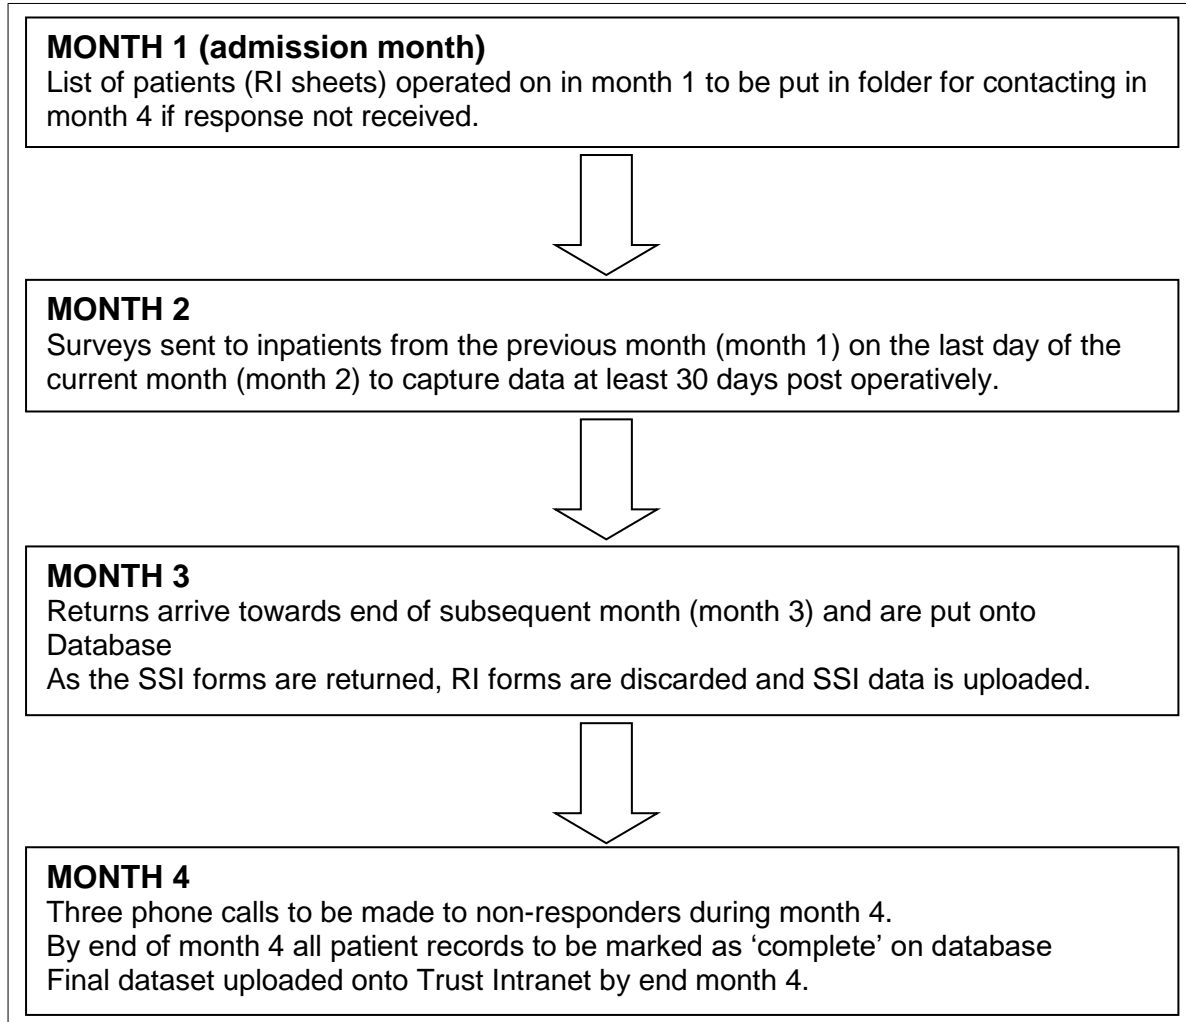 MONTH 1 (admission month)
List of patients (RI sheets) operated on in month 1 to be put in folder for contacting in
month 4 if response not received.
MONTH 2
Surveys sent to inpatients from the previous month (month 1) on the last day of the
current month (month 2) to capture data at least 30 days post operatively.
MONTH 3
Returns arrive towards end of subsequent month (month 3) and are put onto
Database
As the SSI forms are returned, RI forms are discarded and SSI data is uploaded.
MONTH 4
Three phone calls to be made to non-responders during month 4.
By end of month 4 all patient records to be marked as ‘complete’ on database
Final dataset uploaded onto Trust Intranet by end month 4.